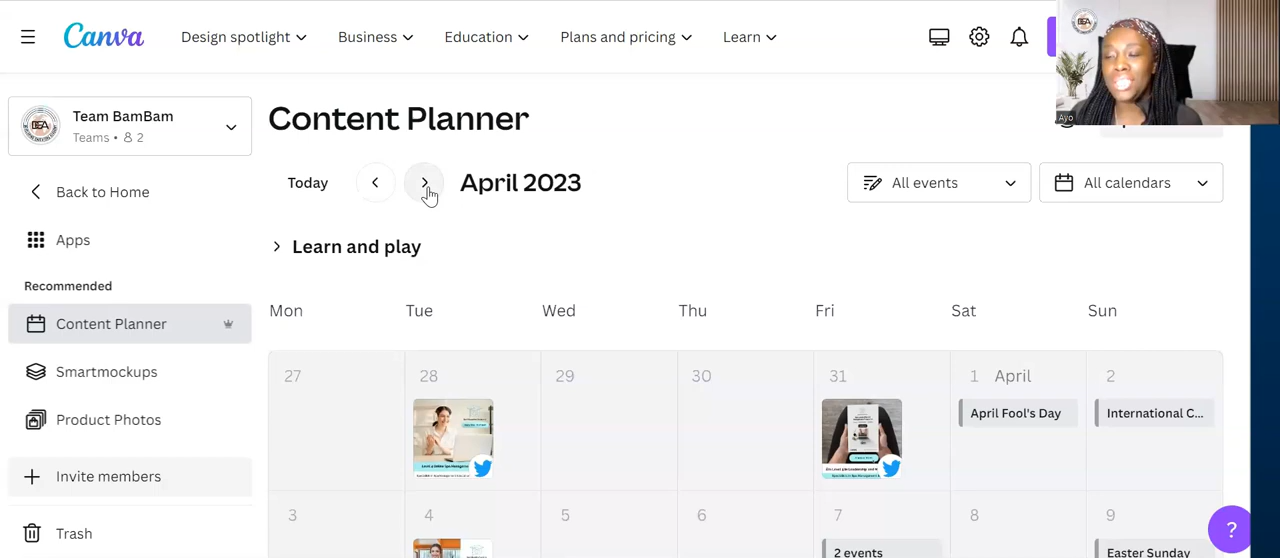 Canva
Design spotlight
Business
Education
Plans and pricing
Learn
Ayo
Team BamBam
Teams • 2
Back to Home
Apps
Recommended
Content Planner
Smartmockups
Product Photos
Invite members
Trash
Content Planner
Today
April 2023
All events
All calendars
Learn and play
Mon Tue Wed Thu Fri Sat Sun
27 28 29 30 31 1 April 2
April Fool's Day
International C...
3 4 5 6 7 8 9
2 events
Easter Sunday
?